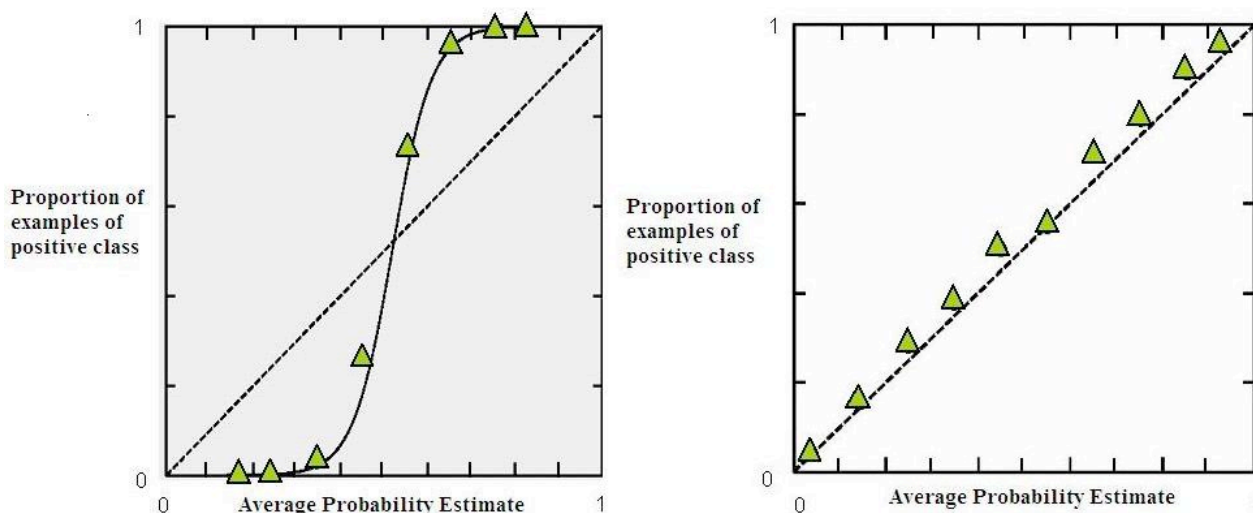 1
Proportion of
examples of
positive class
0
0
Average Probability Estimate
1
1
Proportion of
examples of
positive class
0
0
Average Probability Estimate